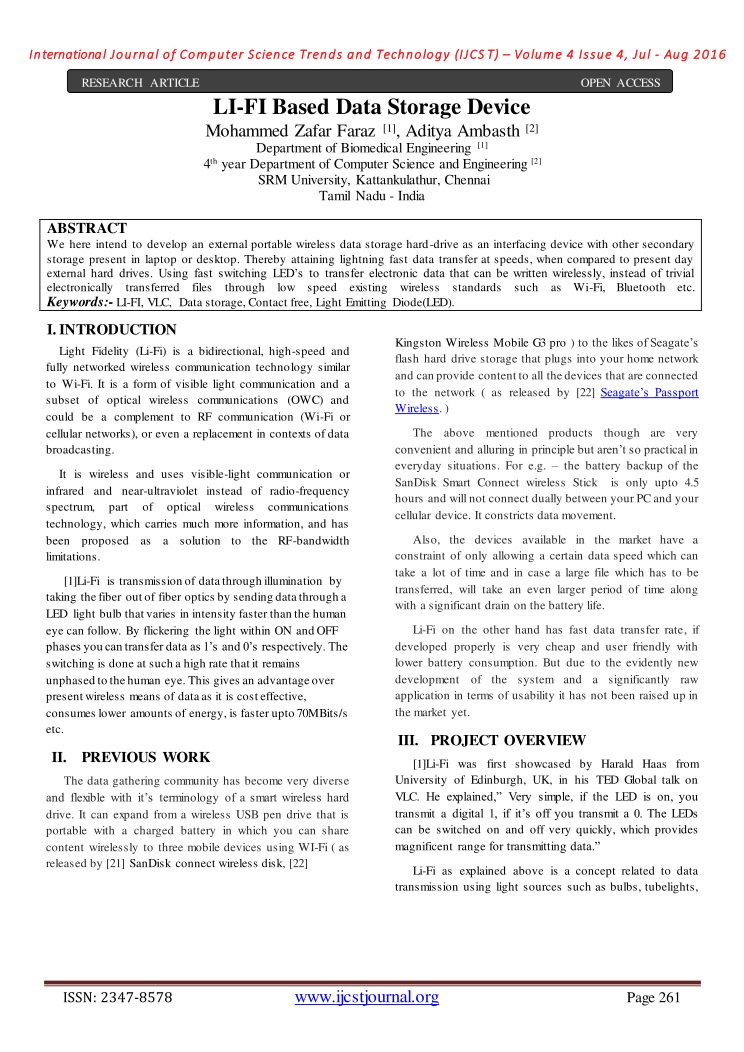 International Journal of Computer Science Trends and Technology (IJCST) – Volume 4 Issue 4, Jul - Aug 2016
RESEARCH ARTICLE OPEN ACCESS
LI-FI Based Data Storage Device
Mohammed Zafar Faraz [1], Aditya Ambasth [2]
Department of Biomedical Engineering [1]
4th year Department of Computer Science and Engineering [2]
SRM University, Kattankulathur, Chennai
Tamil Nadu - India
ABSTRACT
We here intend to develop an external portable wireless data storage hard-drive as an interfacing device with other secondary
storage present in laptop or desktop. Thereby attaining lightning fast data transfer at speeds, when compared to present day
external hard drives. Using fast switching LED's to transfer electronic data that can be written wirelessly, instead of trivial
electronically transferred files through low speed existing wireless standards such as Wi-Fi, Bluetooth etc.
Keywords:- LI-FI, VLC, Data storage, Contact free, Light Emitting Diode(LED).
I. INTRODUCTION
Light Fidelity (Li-Fi) is a bidirectional, high-speed and
fully networked wireless communication technology similar
to Wi-Fi. It is a form of visible light communication and a
subset of optical wireless communications (OWC) and
could be a complement to RF communication (Wi-Fi or
cellular networks), or even a replacement in contexts of data
broadcasting.
It is wireless and uses visible-light communication or
infrared and near-ultraviolet instead of radio-frequency
spectrum, part of optical wireless communications
technology, which carries much more information, and has
been proposed as a solution to the RF-bandwidth
limitations.
[1]Li-Fi is transmission of data through illumination by
taking the fiber out of fiber optics by sending data through a
LED light bulb that varies in intensity faster than the human
eye can follow. By flickering the light within ON and OFF
phases you can transfer data as 1's and 0's respectively. The
switching is done at such a high rate that it remains
unphased to the human eye. This gives an advantage over
present wireless means of data as it is cost effective,
consumes lower amounts of energy, is faster upto 70MBits/s
etc.
II. PREVIOUS WORK
The data gathering community has become very diverse
and flexible with it's terminology of a smart wireless hard
drive. It can expand from a wireless USB pen drive that is
portable with a charged battery in which you can share
content wirelessly to three mobile devices using WI-Fi ( as
released by [21] SanDisk connect wireless disk, [22]
Kingston Wireless Mobile G3 pro ) to the likes of Seagate's
flash hard drive storage that plugs into your home network
and can provide content to all the devices that are connected
to the network ( as released by [22] Seagate's Passport
Wireless. )
The above mentioned products though are very
convenient and alluring in principle but aren't so practical in
everyday situations. For e.g. – the battery backup of the
SanDisk Smart Connect wireless Stick is only upto 4.5
hours and will not connect dually between your PC and your
cellular device. It constricts data movement.
Also, the devices available in the market have a
constraint of only allowing a certain data speed which can
take a lot of time and in case a large file which has to be
transferred, will take an even larger period of time along
with a significant drain on the battery life.
Li-Fi on the other hand has fast data transfer rate, if
developed properly is very cheap and user friendly with
lower battery consumption. But due to the evidently new
development of the system and a significantly raw
application in terms of usability it has not been raised up in
the market yet.
III. PROJECT OVERVIEW
[1]Li-Fi was first showcased by Harald Haas from
University of Edinburgh, UK, in his TED Global talk on
VLC. He explained," Very simple, if the LED is on, you
transmit a digital 1, if it's off you transmit a 0. The LEDs
can be switched on and off very quickly, which provides
magnificent range for transmitting data."
Li-Fi as explained above is a concept related to data
transmission using light sources such as bulbs, tubelights,
ISSN: 2347-8578 www.ijcstjournal.org Page 261